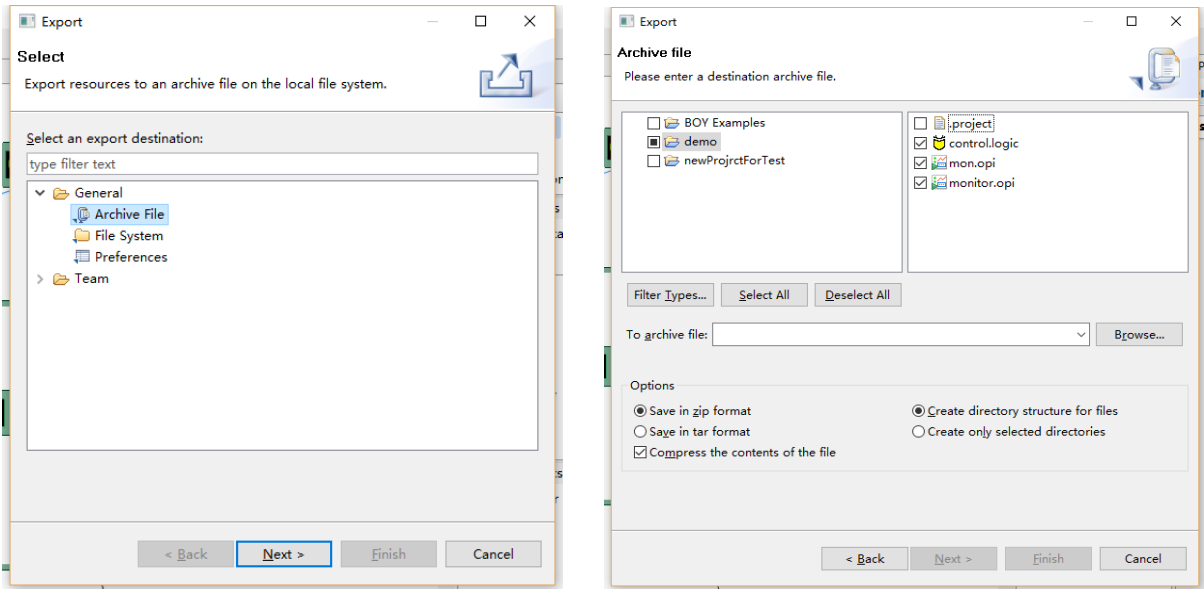 Export
Select
Export resources to an archive file on the local file system.
Select an export destination:
type filter text
General
Archive File
File System
Preferences
Team
< Back
Next >
Finish
Cancel
Export
Archive file
Please enter a destination archive file.
BOY Examples
demo
newProjrctForTest
.project
control.logic
mon.opi
monitor.opi
Filter Types...
Select All
Deselect All
To archive file:
Browse...
Options
Save in zip format
Create directory structure for files
Save in tar format
Create only selected directories
Compress the contents of the file
< Back
Next >
Finish
Cancel